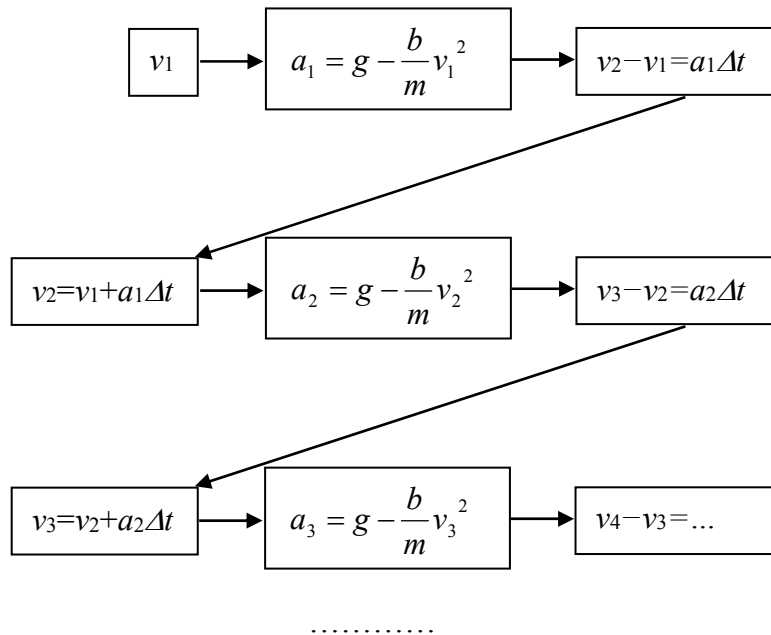 v₁ a₁ = g − b/m v₁² v₂−v₁=a₁Δt
v₂=v₁+a₁Δt a₂ = g − b/m v₂² v₃−v₂=a₂Δt
v₃=v₂+a₂Δt a₃ = g − b/m v₃² v₄−v₃=...
…………